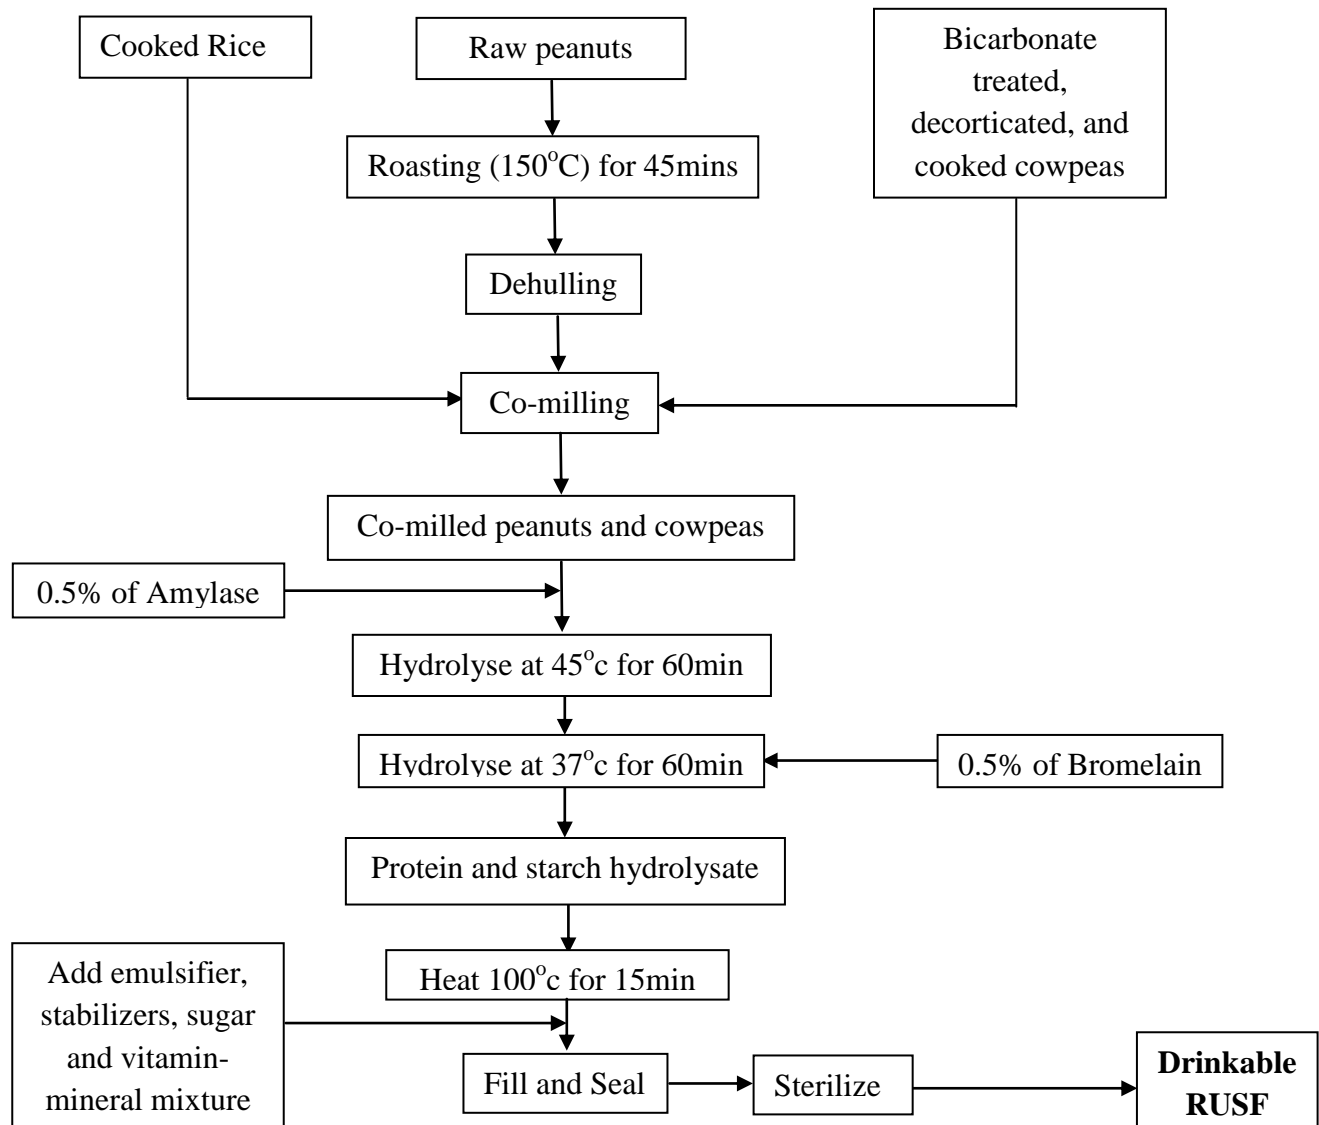 Cooked Rice
Raw peanuts
Bicarbonate
treated,
decorticated, and
cooked cowpeas
Roasting (150°C) for 45mins
Dehulling
Co-milling
Co-milled peanuts and cowpeas
0.5% of Amylase
Hydrolyse at 45°c for 60min
Hydrolyse at 37°c for 60min
0.5% of Bromelain
Protein and starch hydrolysate
Heat 100°c for 15min
Add emulsifier,
stabilizers, sugar
and vitamin-
mineral mixture
Fill and Seal
Sterilize
Drinkable
RUSF